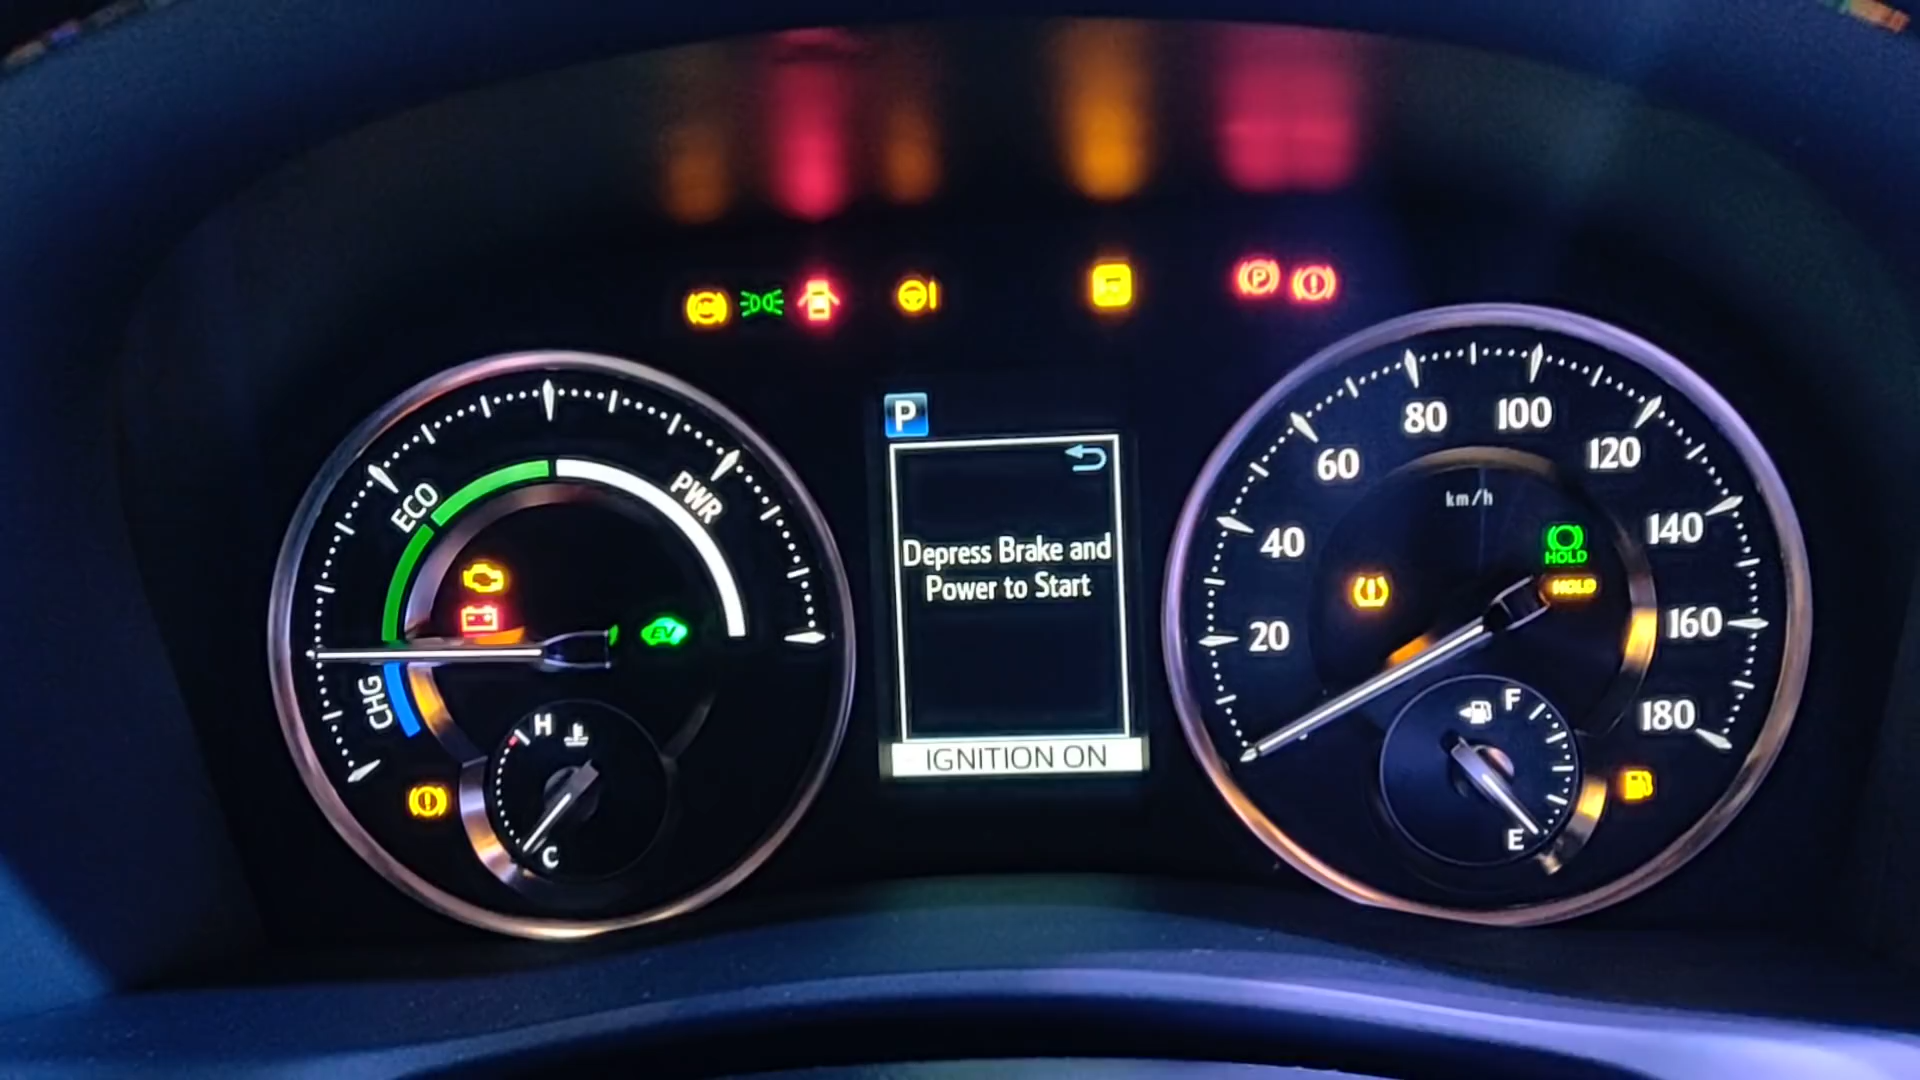 P
ECO
PWR
CHG
EV
H
C
P
Depress Brake and
Power to Start
IGNITION ON
20
40
60
80
100
120
140
160
180
km/h
HOLD
HOLD
F
E